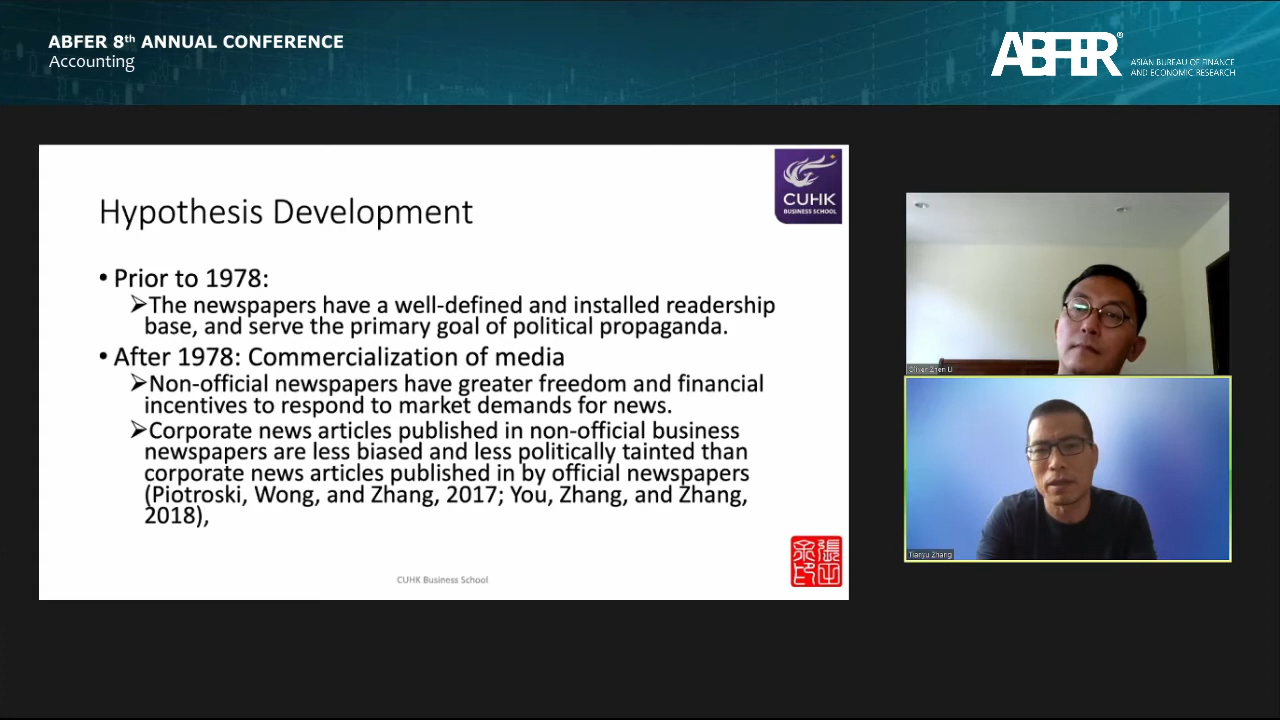 ABFER 8th ANNUAL CONFERENCE
Accounting
ABFER®
ASIAN BUREAU OF FINANCE
AND ECONOMIC RESEARCH
CUHK
BUSINESS SCHOOL
Hypothesis Development
• Prior to 1978:
➢The newspapers have a well-defined and installed readership
base, and serve the primary goal of political propaganda.
• After 1978: Commercialization of media
➢Non-official newspapers have greater freedom and financial
incentives to respond to market demands for news.
➢Corporate news articles published in non-official business
newspapers are less biased and less politically tainted than
corporate news articles published in by official newspapers
(Piotroski, Wong, and Zhang, 2017; You, Zhang, and Zhang,
2018),
CUHK Business School
Oliver Zhen Li
Tianyu Zhang